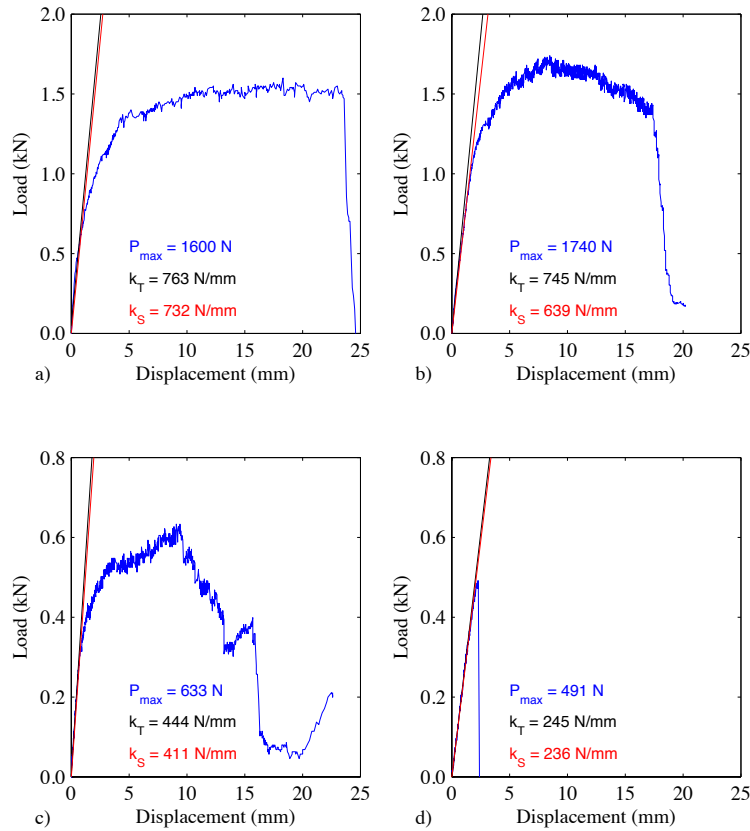 2.0
1.5
1.0
0.5
0.0
Load (kN)
P_max = 1600 N
k_T = 763 N/mm
k_S = 732 N/mm
0 5 10 15 20 25
a) Displacement (mm)
2.0
1.5
1.0
0.5
0.0
Load (kN)
P_max = 1740 N
k_T = 745 N/mm
k_S = 639 N/mm
0 5 10 15 20 25
b) Displacement (mm)
0.8
0.6
0.4
0.2
0.0
Load (kN)
P_max = 633 N
k_T = 444 N/mm
k_S = 411 N/mm
0 5 10 15 20 25
c) Displacement (mm)
0.8
0.6
0.4
0.2
0.0
Load (kN)
P_max = 491 N
k_T = 245 N/mm
k_S = 236 N/mm
0 5 10 15 20 25
d) Displacement (mm)